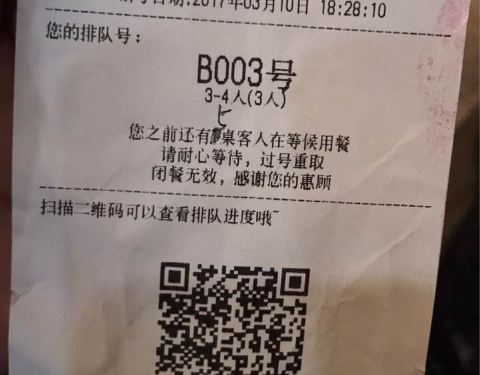 日期:2017年03月10日 18:28:10
您的排队号:
B003号
3-4人(3人)
您之前还有桌客人在等候用餐
请耐心等待, 过号重取
闭餐无效, 感谢您的惠顾
扫描二维码可以查看排队进度哦~